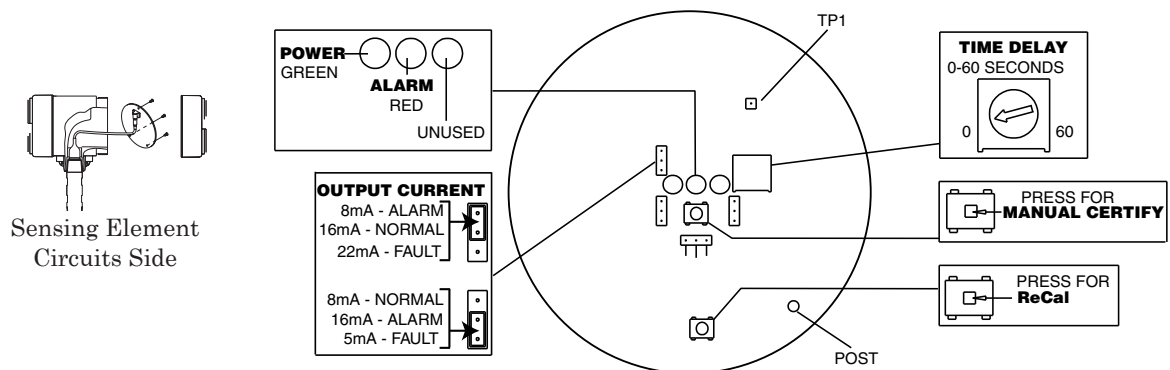 Sensing Element
Circuits Side
POWER
GREEN
ALARM
RED
UNUSED
OUTPUT CURRENT
8mA - ALARM
16mA - NORMAL
22mA - FAULT
8mA - NORMAL
16mA - ALARM
5mA - FAULT
TP1
TIME DELAY
0-60 SECONDS
0
60
PRESS FOR
MANUAL CERTIFY
PRESS FOR
ReCal
POST